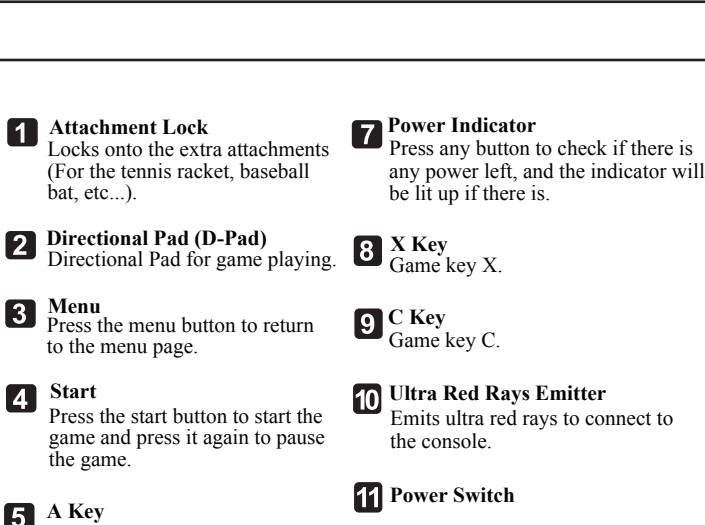 1 Attachment Lock
Locks onto the extra attachments
(For the tennis racket, baseball
bat, etc...).
2 Directional Pad (D-Pad)
Directional Pad for game playing.
3 Menu
Press the menu button to return
to the menu page.
4 Start
Press the start button to start the
game and press it again to pause
the game.
5 A Key
7 Power Indicator
Press any button to check if there is
any power left, and the indicator will
be lit up if there is.
8 X Key
Game key X.
9 C Key
Game key C.
10 Ultra Red Rays Emitter
Emits ultra red rays to connect to
the console.
11 Power Switch